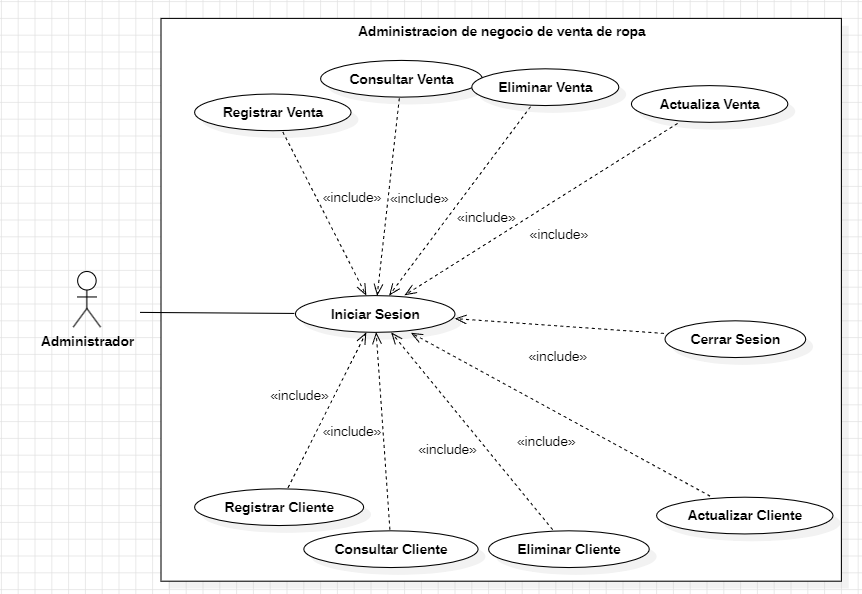 Administracion de negocio de venta de ropa
Consultar Venta
Eliminar Venta
Actualiza Venta
Registrar Venta
«include»
«include»
«include»
«include»
Iniciar Sesion
Administrador
Cerrar Sesion
«include»
«include»
«include»
«include»
«include»
Registrar Cliente
Actualizar Cliente
Consultar Cliente
Eliminar Cliente